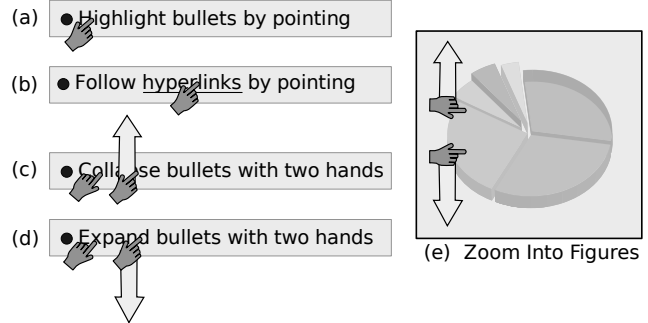 (a) ● Highlight bullets by pointing
(b) ● Follow hyperlinks by pointing
(c) ● Collapse bullets with two hands
(d) ● Expand bullets with two hands
(e) Zoom Into Figures